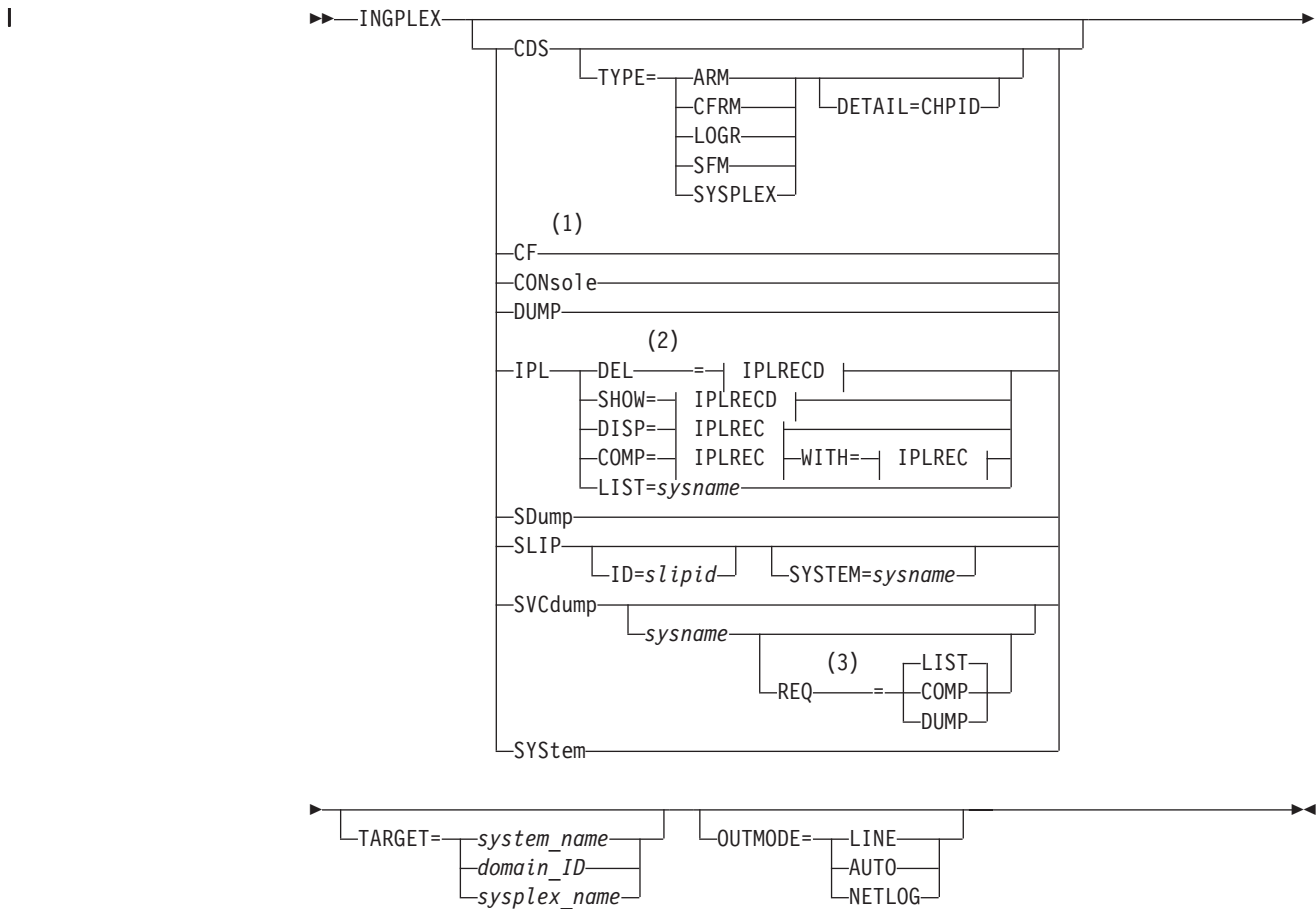 INGPLEX
CDS
TYPE= ARM
CFRM DETAIL=CHPID
LOGR
SFM
SYSPLEX
(1)
CF
CONsole
DUMP
(2)
IPL DEL = IPLRECD
SHOW= IPLRECD
DISP= IPLREC
COMP= IPLREC WITH= IPLREC
LIST=sysname
SDump
SLIP
ID=slipid SYSTEM=sysname
SVCdump
sysname
(3) LIST
REQ = COMP
DUMP
SYStem
TARGET= system_name OUTMODE= LINE
domain_ID AUTO
sysplex_name NETLOG